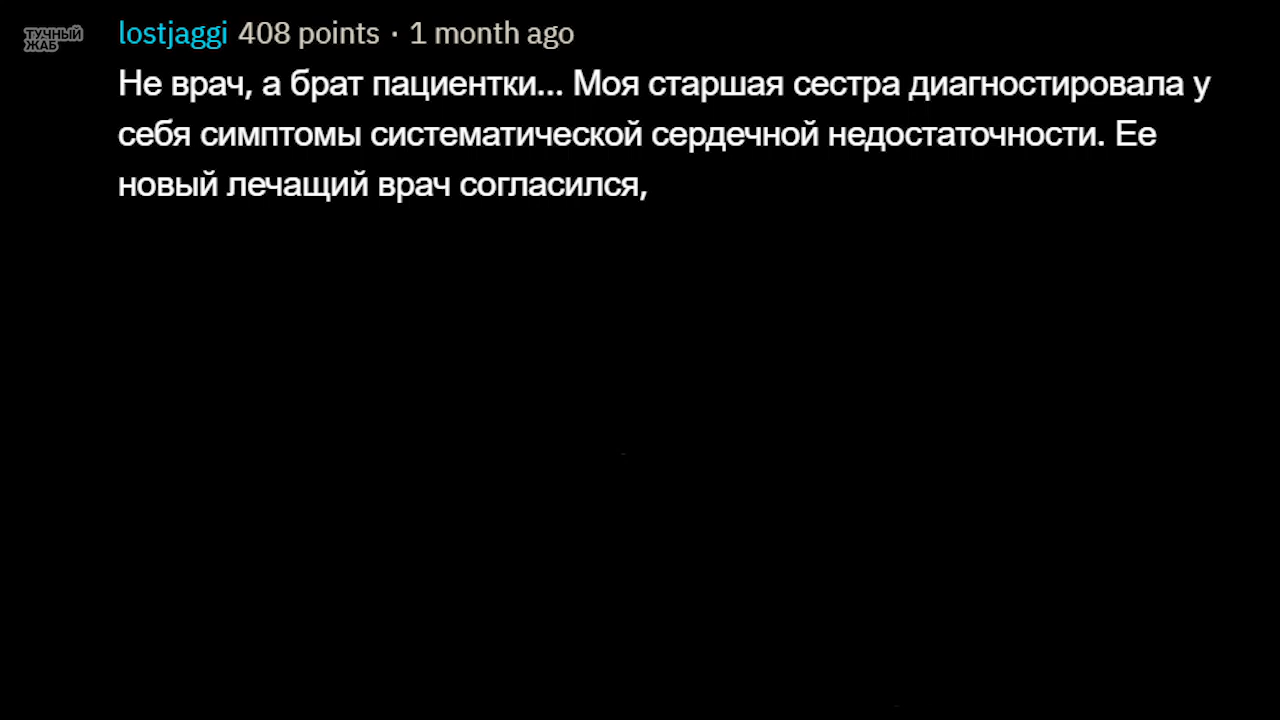 ТУЧНЫЙ
ЖАБ
lostjaggi 408 points · 1 month ago
Не врач, а брат пациентки... Моя старшая сестра диагностировала у
себя симптомы систематической сердечной недостаточности. Ее
новый лечащий врач согласился,